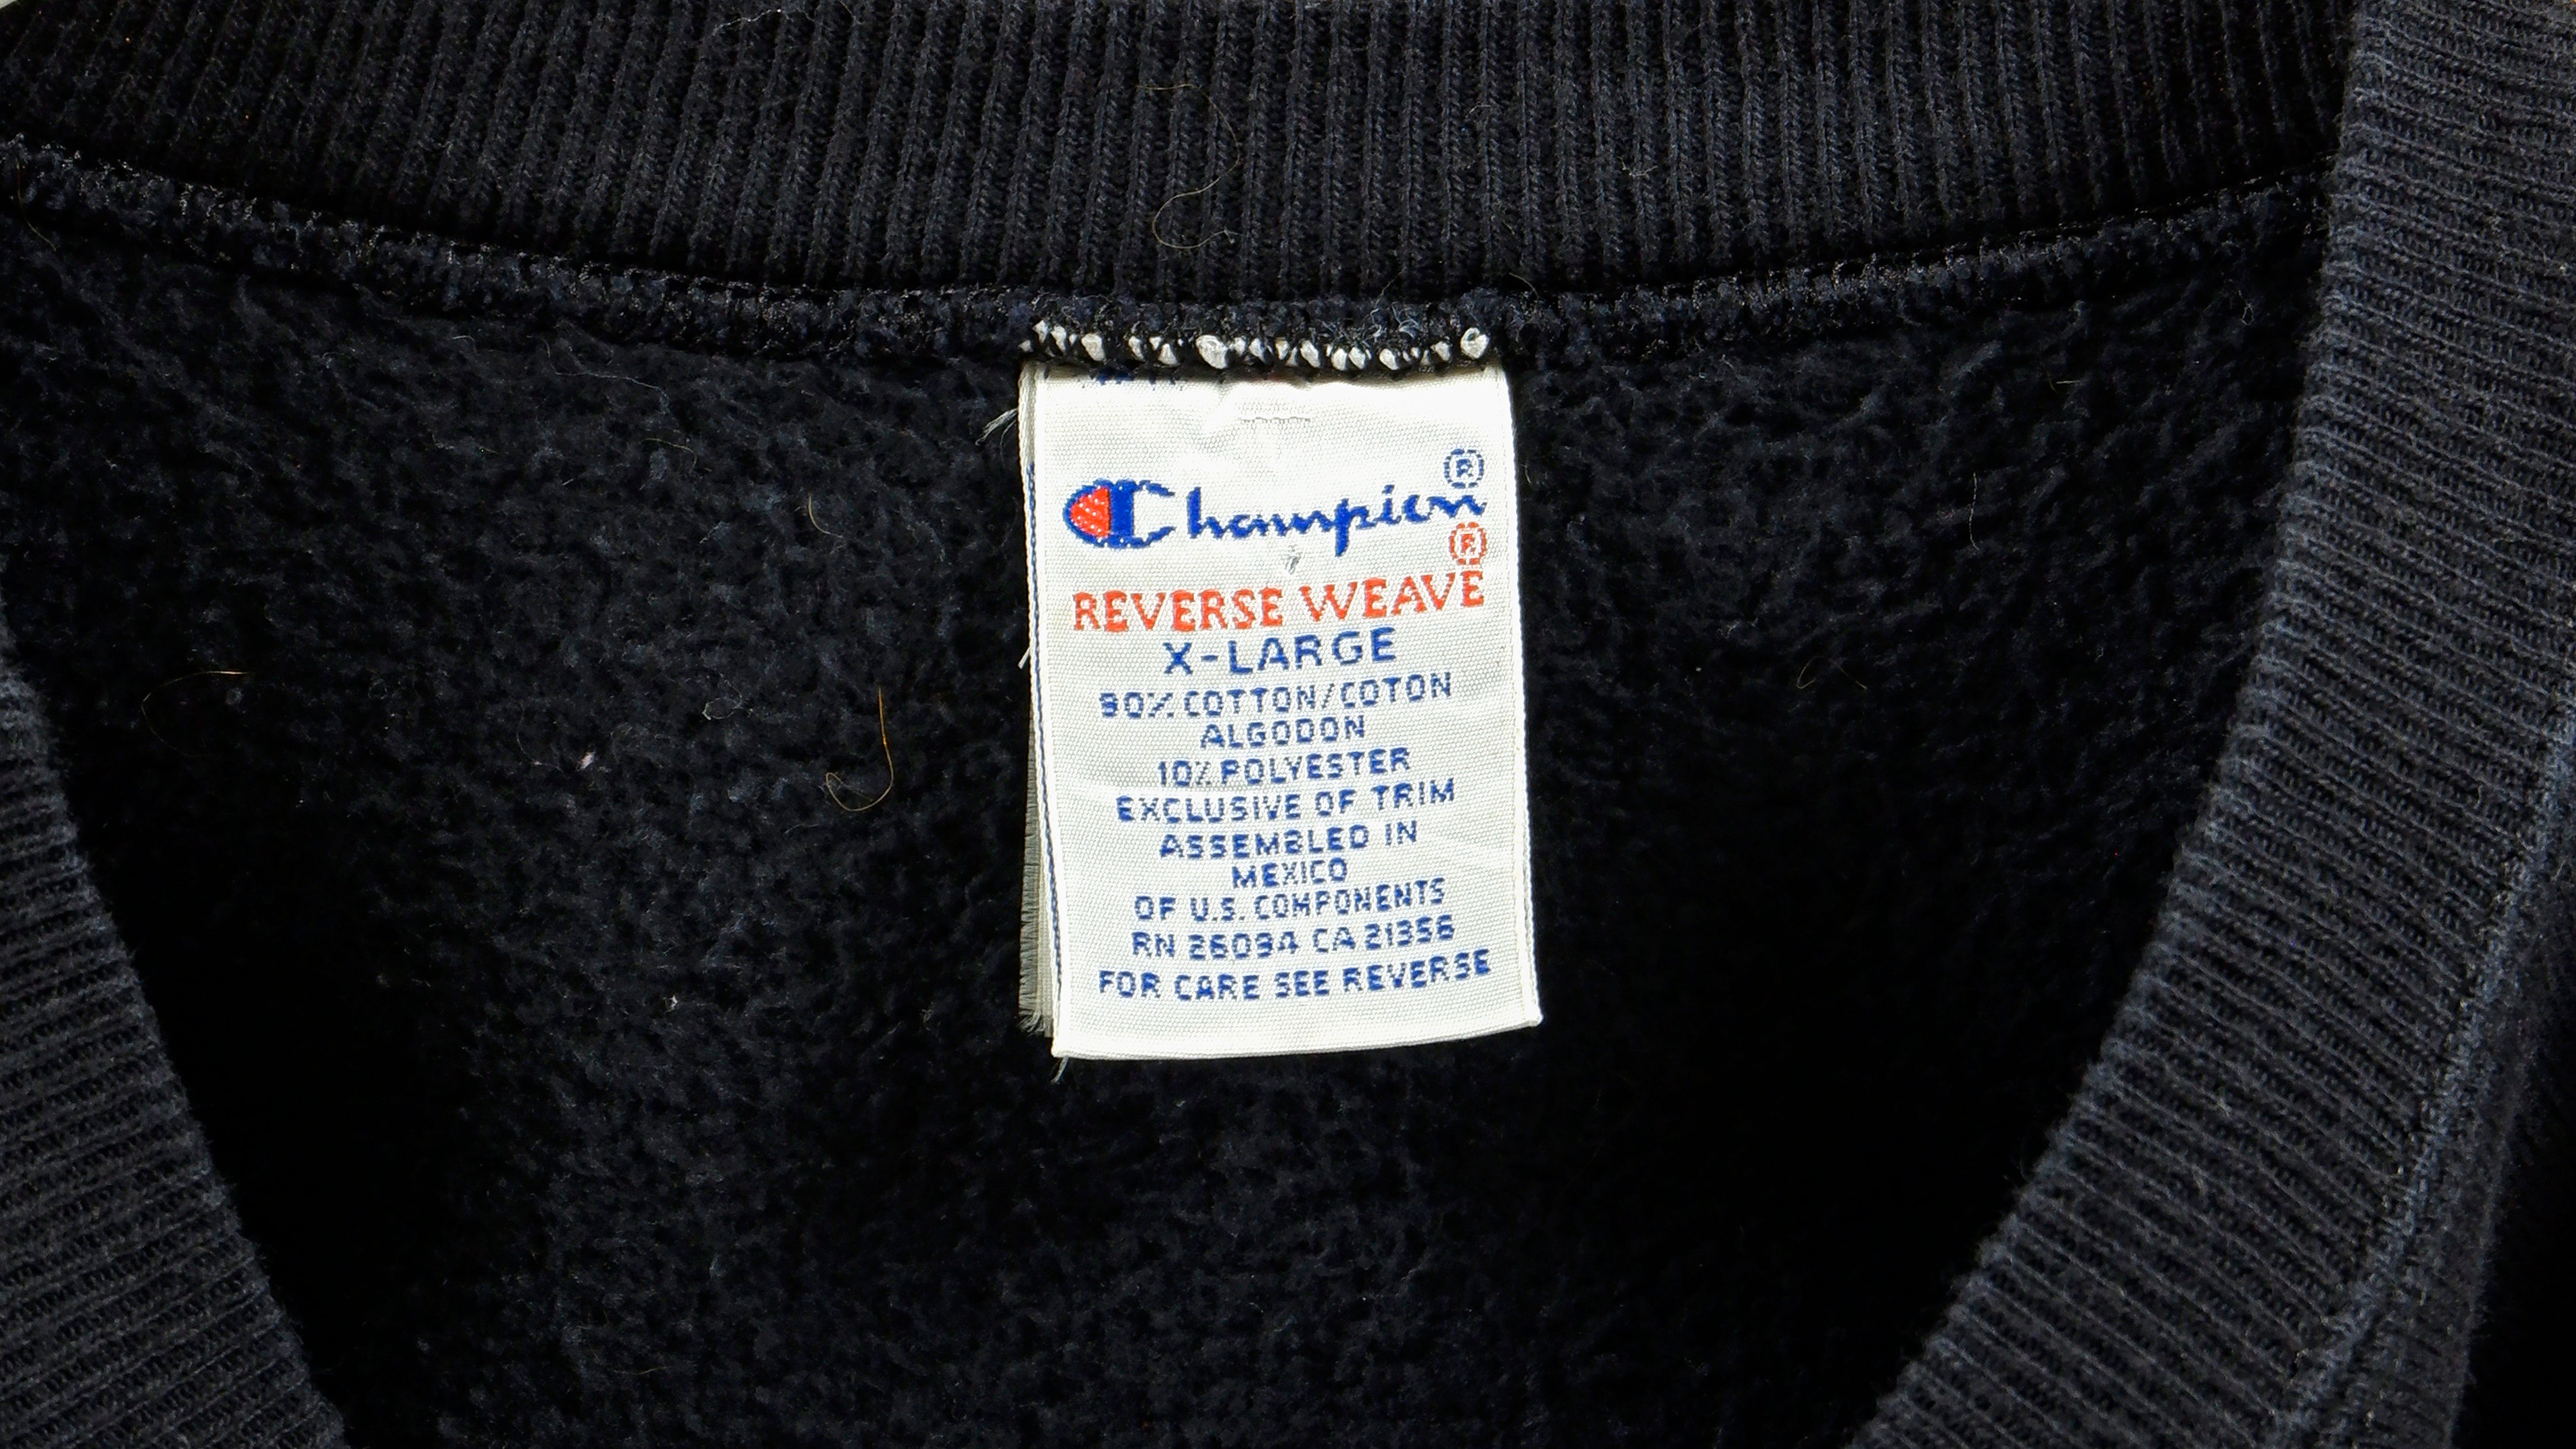 Champion®
®
REVERSE WEAVE
X-LARGE
90% COTTON/COTON
ALGODON
10% POLYESTER
EXCLUSIVE OF TRIM
ASSEMBLED IN
MEXICO
OF U.S. COMPONENTS
RN 26094 CA 21356
FOR CARE SEE REVERSE